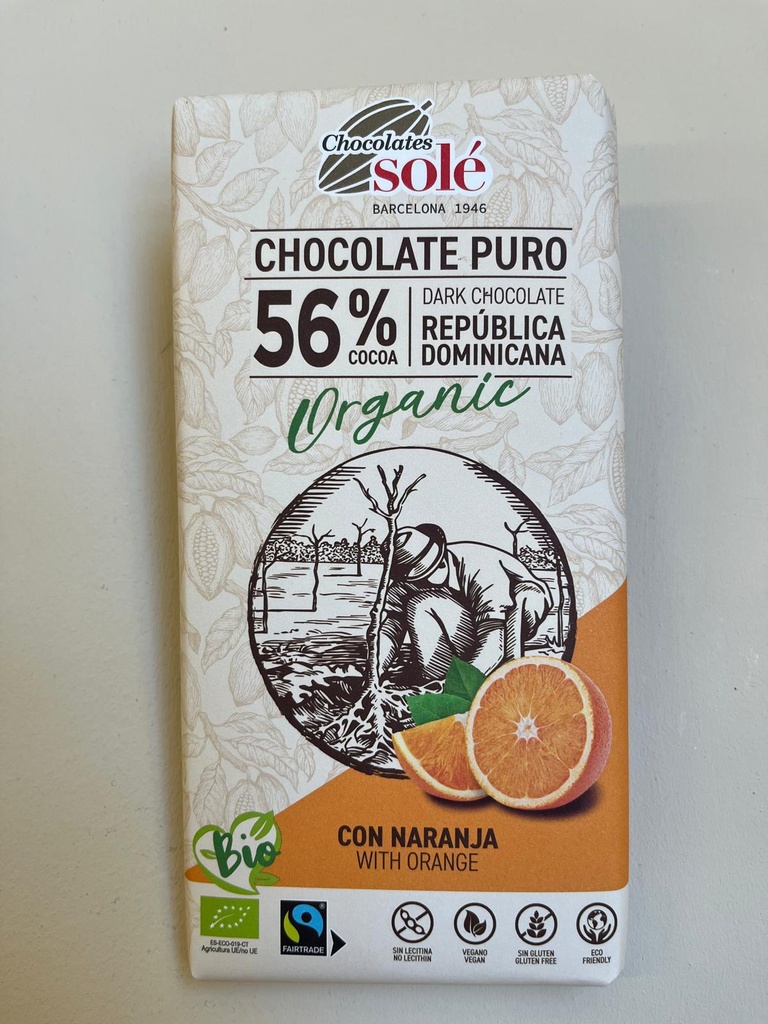 Chocolates
solé
BARCELONA 1946
CHOCOLATE PURO
56%
COCOA
DARK CHOCOLATE
REPÚBLICA
DOMINICANA
Organic
CON NARANJA
WITH ORANGE
Bio
ES-ECO-019-CT
Agricultura UE/no UE
FAIRTRADE
®
SIN LECITINA
NO LECITHIN
VEGANO
VEGAN
SIN GLUTEN
GLUTEN FREE
ECO
FRIENDLY